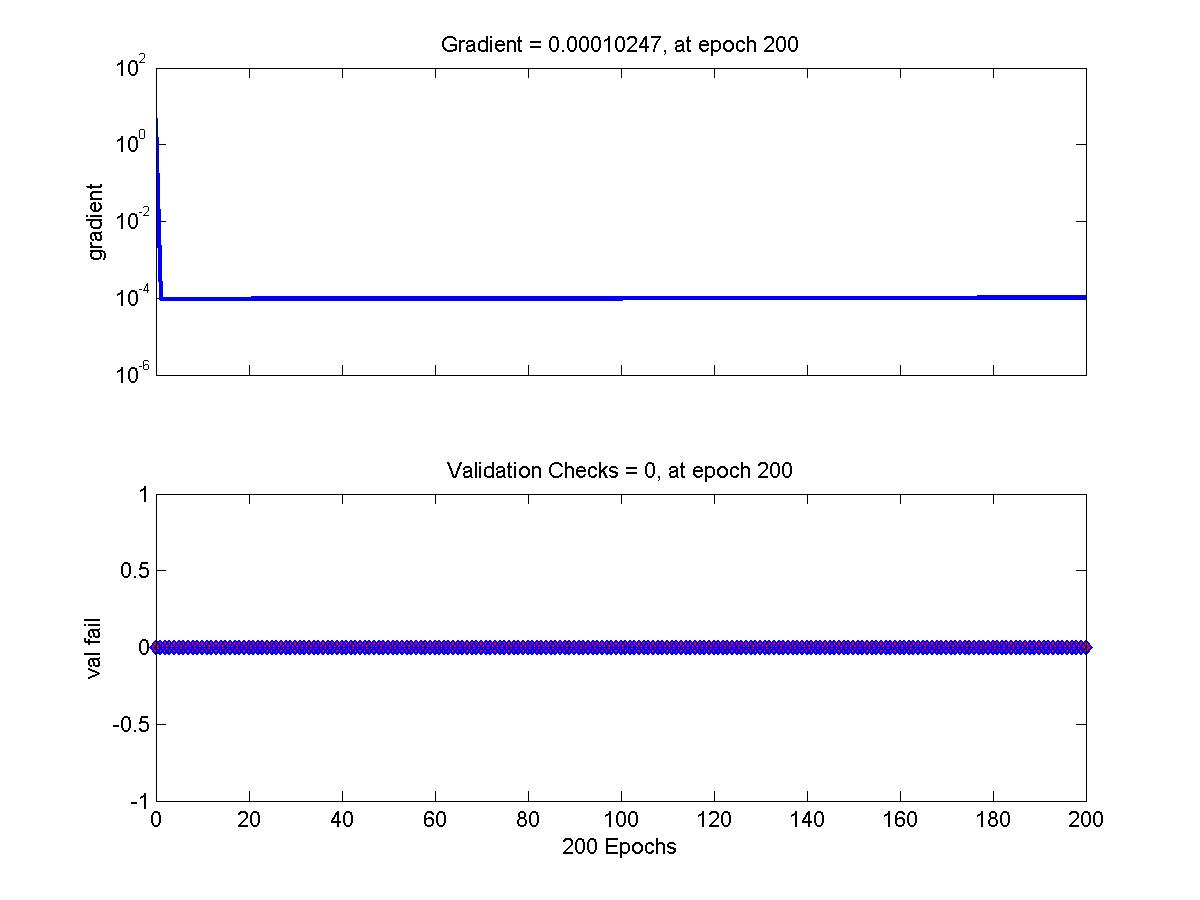 Gradient = 0.00010247, at epoch 200
10^2
10^0
10^-2
10^-4
10^-6
gradient
Validation Checks = 0, at epoch 200
1
0.5
0
-0.5
-1
val fail
0 20 40 60 80 100 120 140 160 180 200
200 Epochs